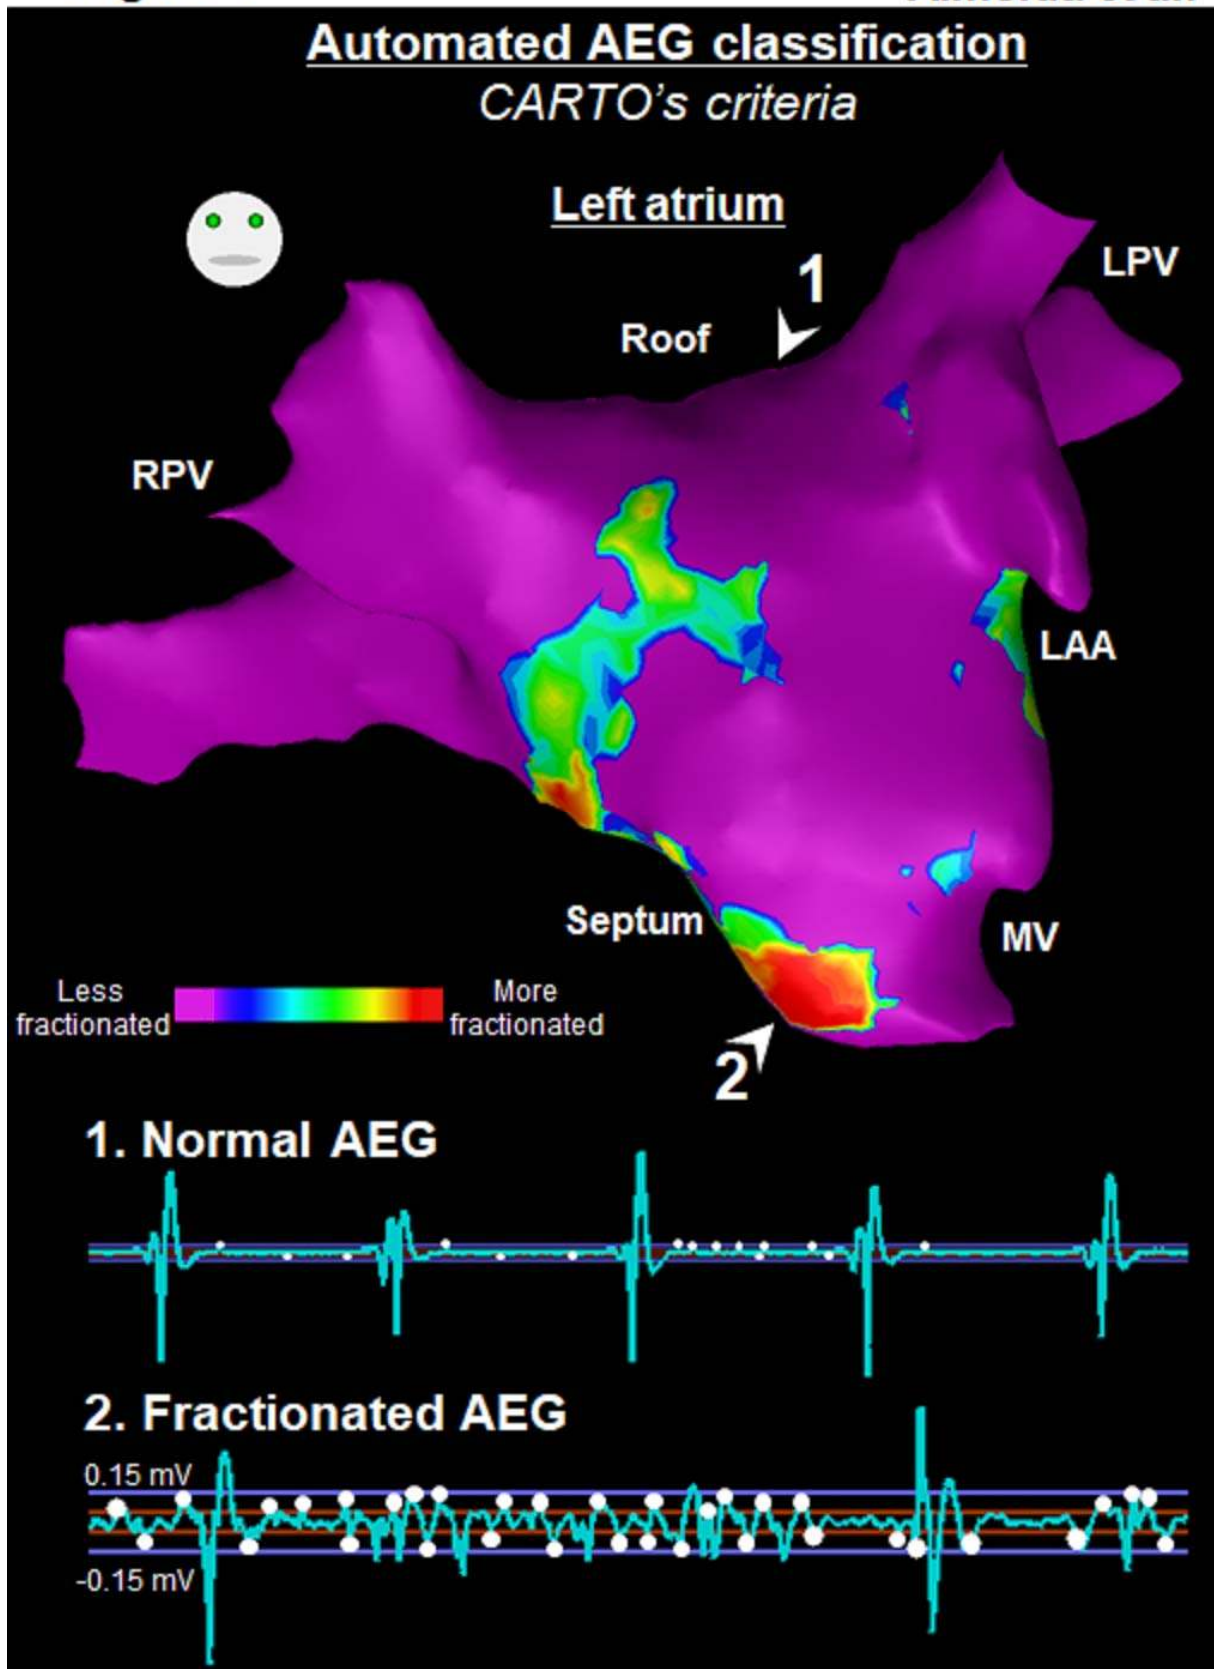 Automated AEG classification
CARTO's criteria
Left atrium
1
LPV
Roof
RPV
LAA
Septum
MV
Less
fractionated
More
fractionated
2
1. Normal AEG
2. Fractionated AEG
0.15 mV
-0.15 mV